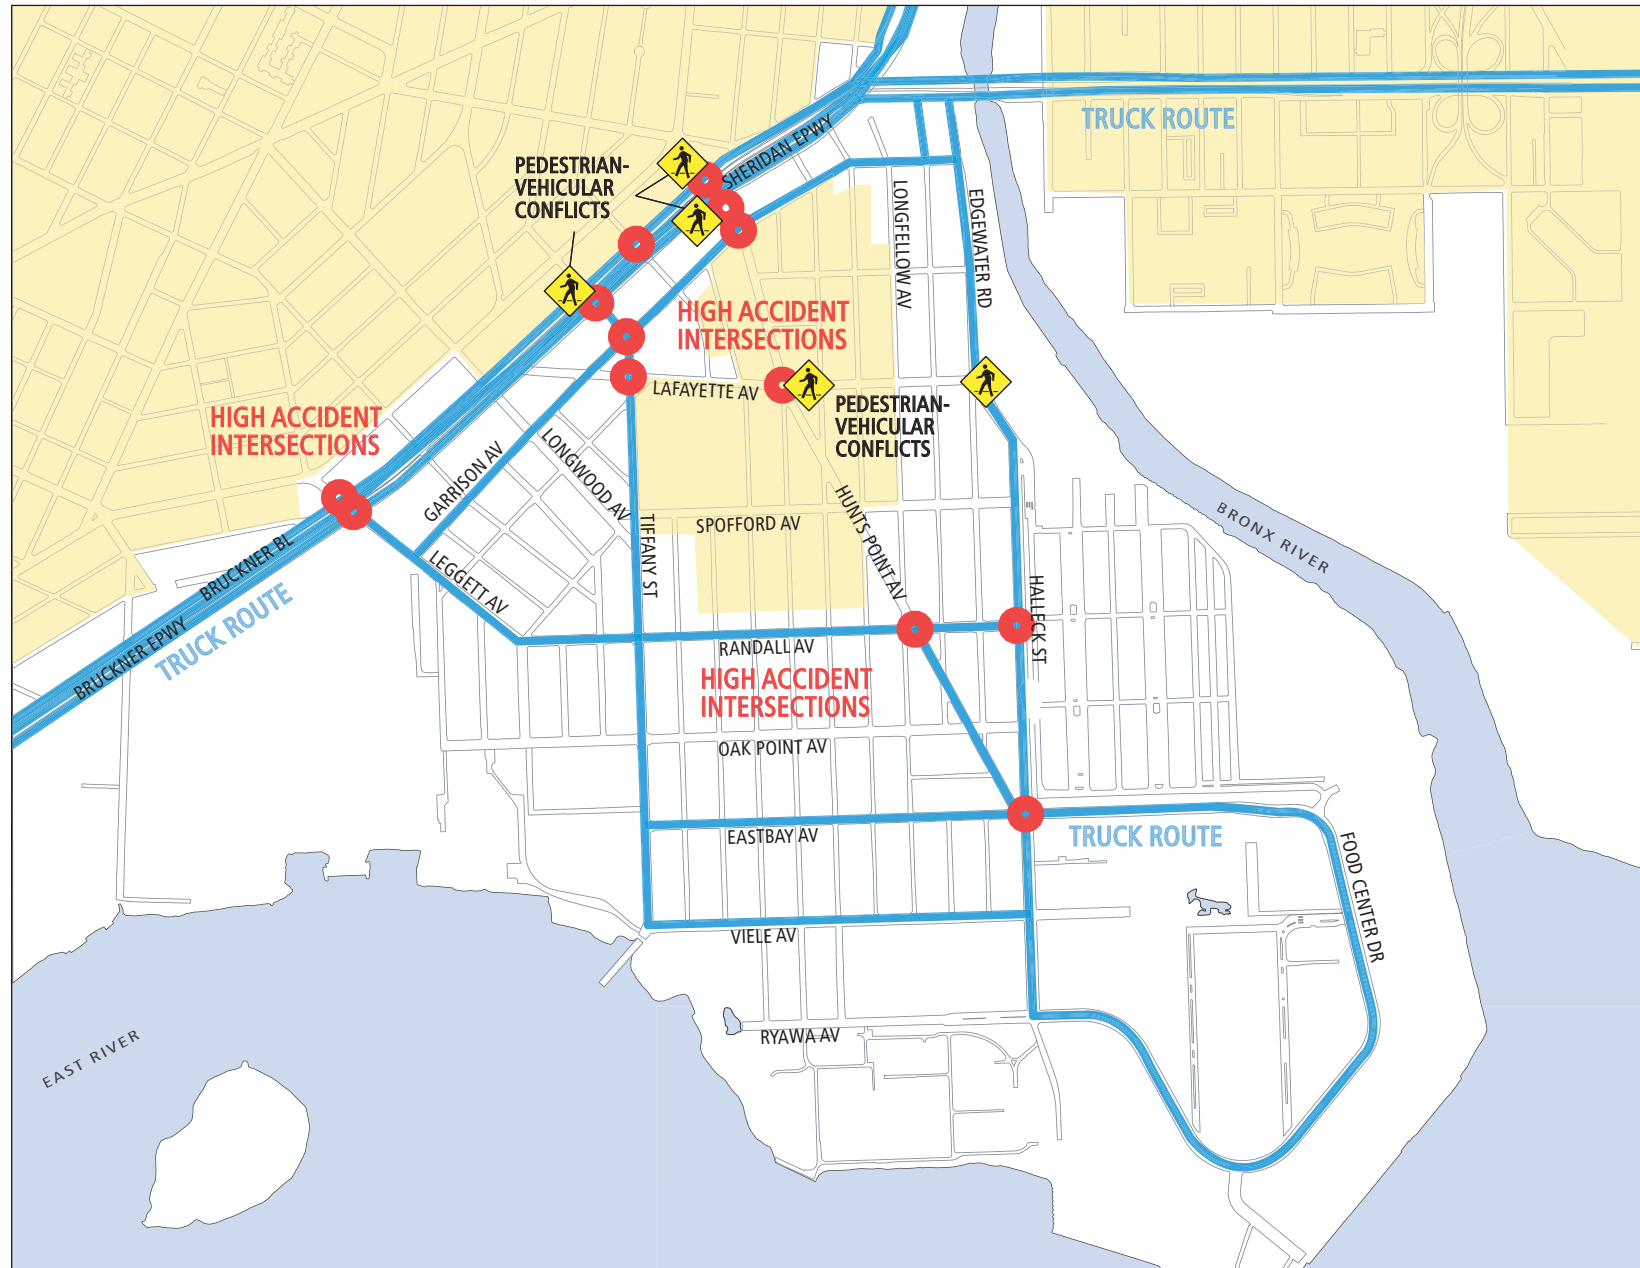 TRUCK ROUTE
SHERIDAN EPWY
PEDESTRIAN-
VEHICULAR
CONFLICTS
LONGFELLOW AV
EDGEWATER RD
HIGH ACCIDENT
INTERSECTIONS
LAFAYETTE AV
PEDESTRIAN-
VEHICULAR
CONFLICTS
HIGH ACCIDENT
INTERSECTIONS
GARRISON AV
LONGWOOD AV
TIFFANY ST
SPOFFORD AV
HUNTS POINT AV
BRONX RIVER
BRUCKNER BL
LEGGETT AV
HALLECK ST
BRUCKNER EPWY
TRUCK ROUTE
RANDALL AV
HIGH ACCIDENT
INTERSECTIONS
OAK POINT AV
EASTBAY AV
TRUCK ROUTE
FOOD CENTER DR
VIELE AV
RYAWA AV
EAST RIVER